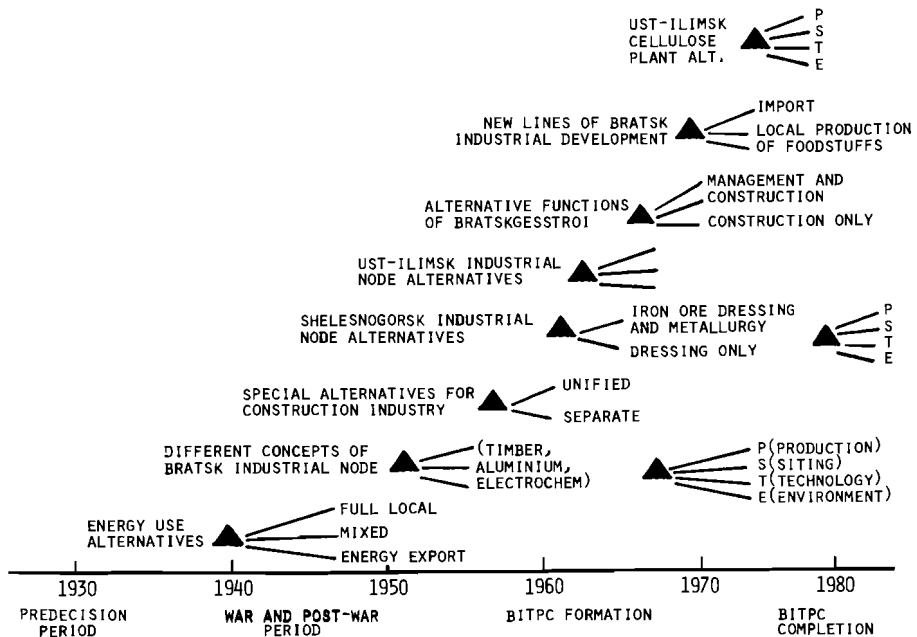 UST-ILIMSK
CELLULOSE
PLANT ALT.
P
S
T
E
NEW LINES OF BRATSK
INDUSTRIAL DEVELOPMENT
IMPORT
LOCAL PRODUCTION
OF FOODSTUFFS
ALTERNATIVE FUNCTIONS
OF BRATSKGESSTROI
MANAGEMENT AND
CONSTRUCTION
CONSTRUCTION ONLY
UST-ILIMSK INDUSTRIAL
NODE ALTERNATIVES
SHELESNOGORSK INDUSTRIAL
NODE ALTERNATIVES
IRON ORE DRESSING
AND METALLURGY
DRESSING ONLY
P
S
T
E
SPECIAL ALTERNATIVES FOR
CONSTRUCTION INDUSTRY
UNIFIED
SEPARATE
DIFFERENT CONCEPTS OF
BRATSK INDUSTRIAL NODE
(TIMBER,
ALUMINIUM,
ELECTROCHEM)
P(PRODUCTION)
S(SITING)
T(TECHNOLOGY)
E(ENVIRONMENT)
ENERGY USE
ALTERNATIVES
FULL LOCAL
MIXED
ENERGY EXPORT
1930 1940 1950 1960 1970 1980
PREDECISION
PERIOD
WAR AND POST-WAR
PERIOD
BITPC FORMATION
BITPC
COMPLETION